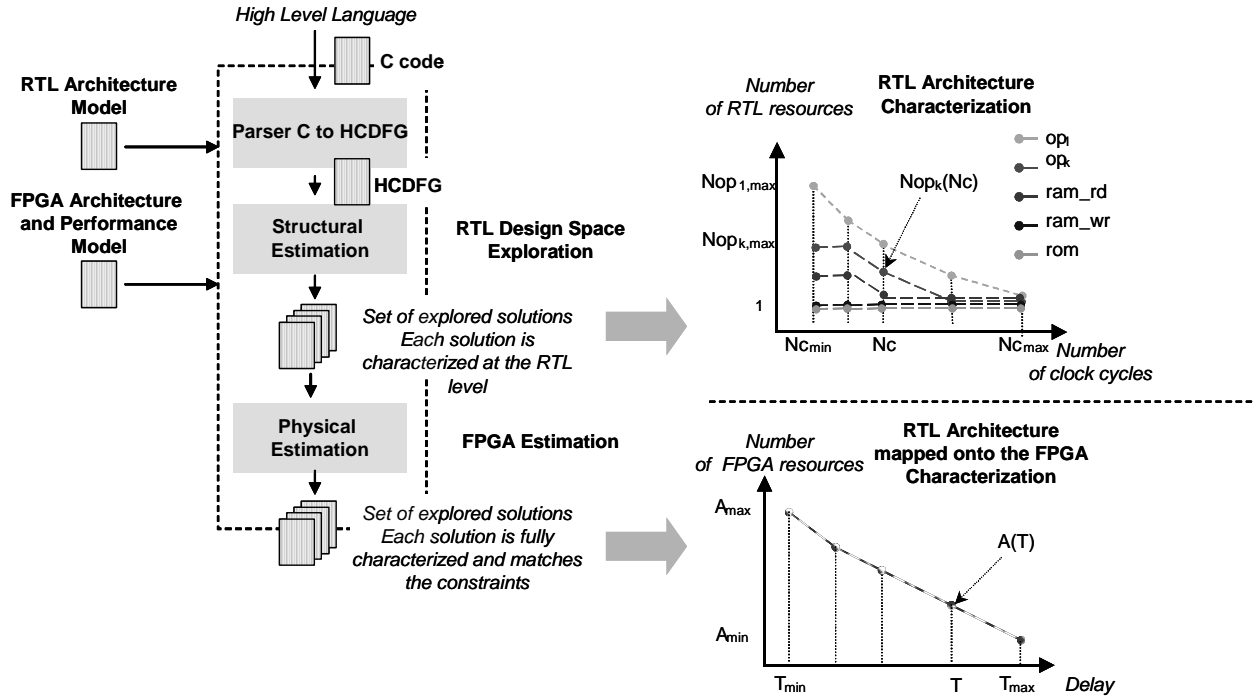 High Level Language
C code
RTL Architecture
Model
Parser C to HCDFG
HCDFG
FPGA Architecture
and Performance
Model
Structural
Estimation
RTL Design Space
Exploration
Set of explored solutions
Each solution is
characterized at the RTL
level
Physical
Estimation
FPGA Estimation
Set of explored solutions
Each solution is fully
characterized and matches
the constraints
Number
of RTL resources
RTL Architecture
Characterization
op1
opk
ram_rd
ram_wr
rom
Nop1,max
Nopk(Nc)
Nopk,max
1
Ncmin
Nc
Ncmax
Number
of clock cycles
Number
of FPGA resources
RTL Architecture
mapped onto the FPGA
Characterization
Amax
A(T)
Amin
Tmin
T
Tmax
Delay